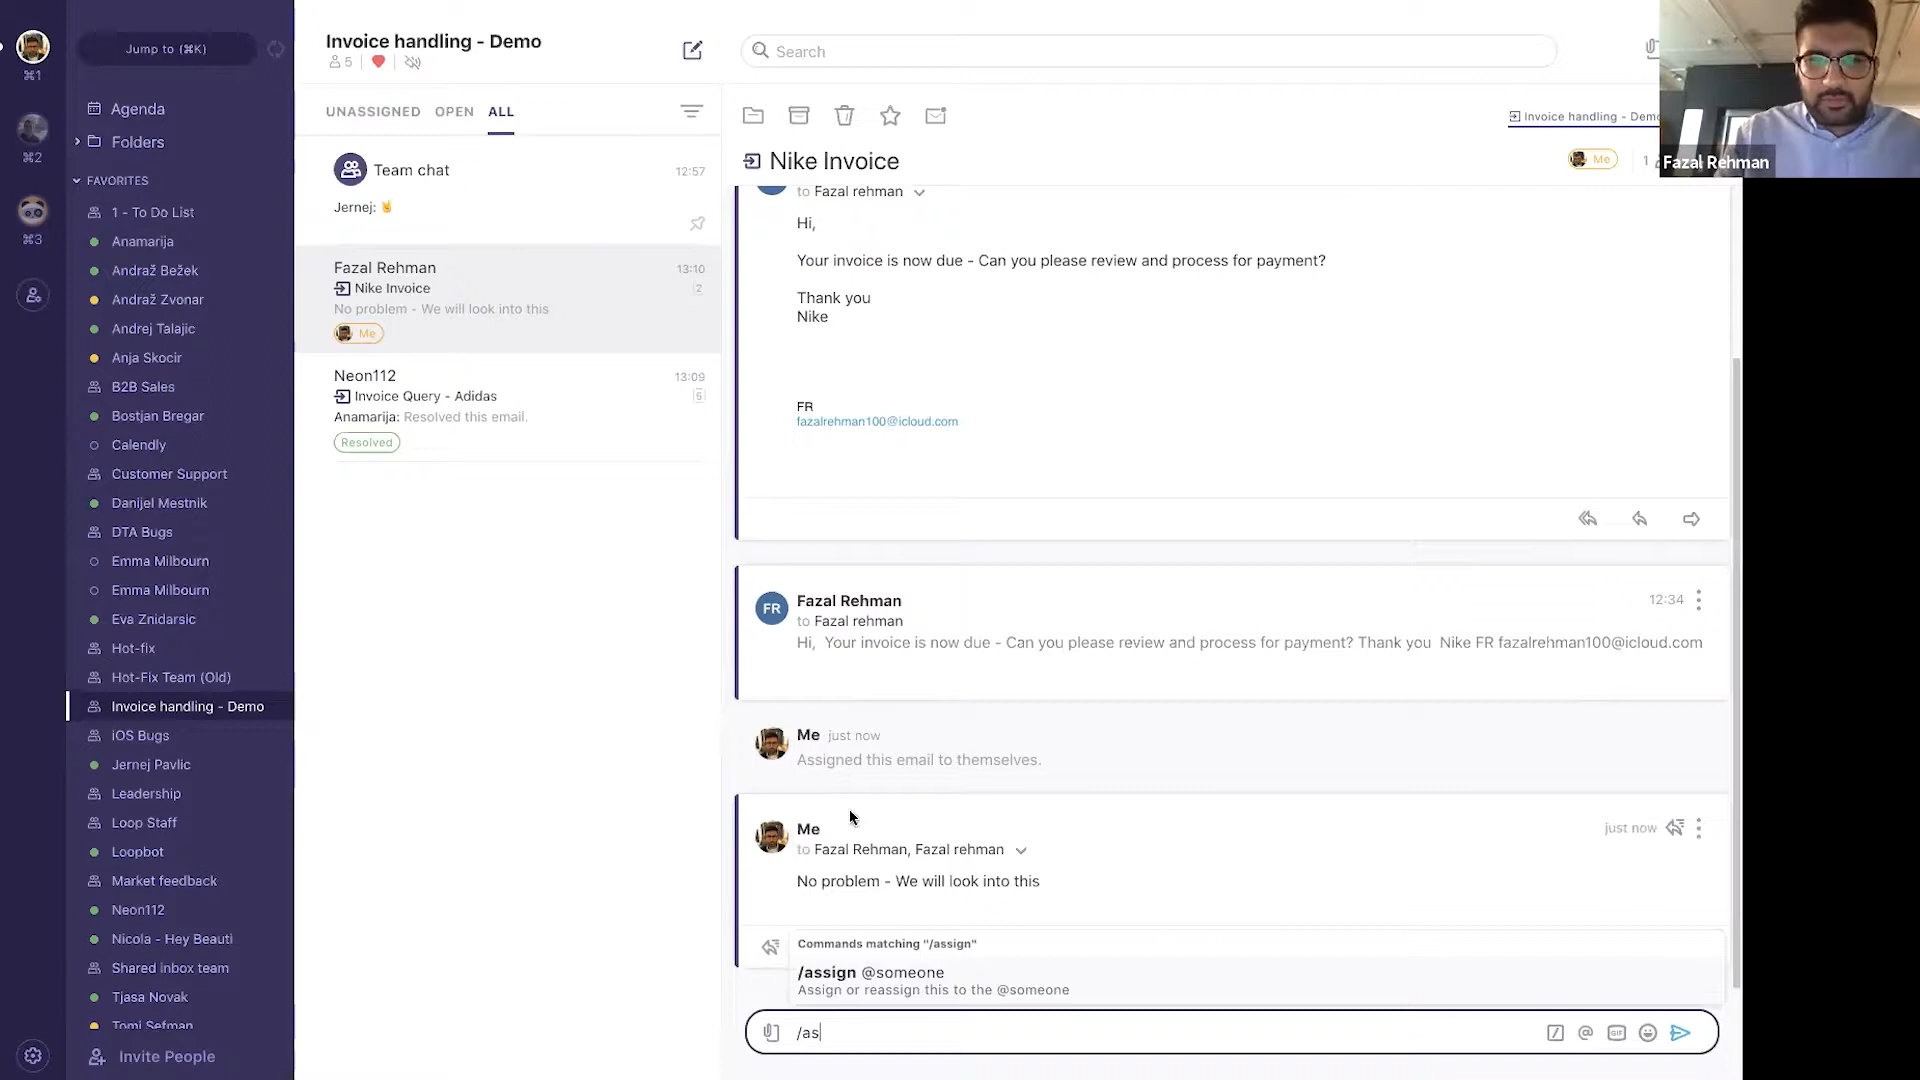 ⌘1
⌘2
⌘3
Jump to (⌘K)
Agenda
Folders
FAVORITES
1 - To Do List
Anamarija
Andraž Bežek
Andraž Zvonar
Andrej Talajic
Anja Skocir
B2B Sales
Bostjan Bregar
Calendly
Customer Support
Danijel Mestnik
DTA Bugs
Emma Milbourn
Emma Milbourn
Eva Znidarsic
Hot-fix
Hot-Fix Team (Old)
Invoice handling - Demo
iOS Bugs
Jernej Pavlic
Leadership
Loop Staff
Loopbot
Market feedback
Neon112
Nicola - Hey Beauti
Shared inbox team
Tjasa Novak
Tomi Sefman
Invite People
Invoice handling - Demo
5
UNASSIGNED OPEN ALL
Team chat 12:57
Jernej: 🤘
Fazal Rehman 13:10
Nike Invoice 2
No problem - We will look into this
Me
Neon112 13:09
Invoice Query - Adidas 5
Anamarija: Resolved this email.
Resolved
Search
Invoice handling - Demo
Nike Invoice
Me 1
to Fazal rehman
Hi,
Your invoice is now due - Can you please review and process for payment?
Thank you
Nike
FR
fazalrehman100@icloud.com
FR
Fazal Rehman 12:34
to Fazal rehman
Hi, Your invoice is now due - Can you please review and process for payment? Thank you Nike FR fazalrehman100@icloud.com
Me just now
Assigned this email to themselves.
Me just now
to Fazal Rehman, Fazal rehman
No problem - We will look into this
Commands matching "/assign"
/assign @someone
Assign or reassign this to the @someone
/as
@ GIF
Fazal Rehman